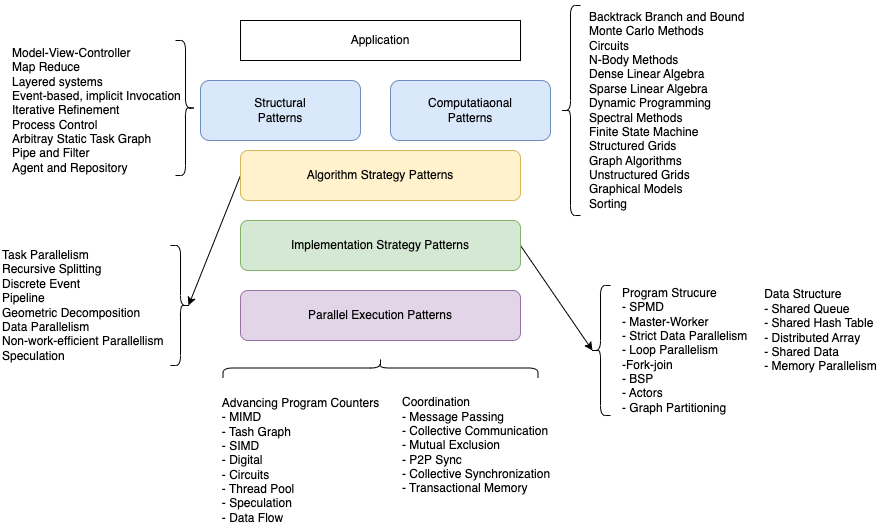 Application
Model-View-Controller
Map Reduce
Layered systems
Event-based, implicit Invocation
Iterative Refinement
Process Control
Arbitray Static Task Graph
Pipe and Filter
Agent and Repository
Structural
Patterns
Computatiaonal
Patterns
Backtrack Branch and Bound
Monte Carlo Methods
Circuits
N-Body Methods
Dense Linear Algebra
Sparse Linear Algebra
Dynamic Programming
Spectral Methods
Finite State Machine
Structured Grids
Graph Algorithms
Unstructured Grids
Graphical Models
Sorting
Algorithm Strategy Patterns
Implementation Strategy Patterns
Parallel Execution Patterns
Task Parallelism
Recursive Splitting
Discrete Event
Pipeline
Geometric Decomposition
Data Parallelism
Non-work-efficient Parallellism
Speculation
Program Strucure
- SPMD
- Master-Worker
- Strict Data Parallelism
- Loop Parallelism
-Fork-join
- BSP
- Actors
- Graph Partitioning
Data Structure
- Shared Queue
- Shared Hash Table
- Distributed Array
- Shared Data
- Memory Parallelism
Advancing Program Counters
- MIMD
- Tash Graph
- SIMD
- Digital
- Circuits
- Thread Pool
- Speculation
- Data Flow
Coordination
- Message Passing
- Collective Communication
- Mutual Exclusion
- P2P Sync
- Collective Synchronization
- Transactional Memory